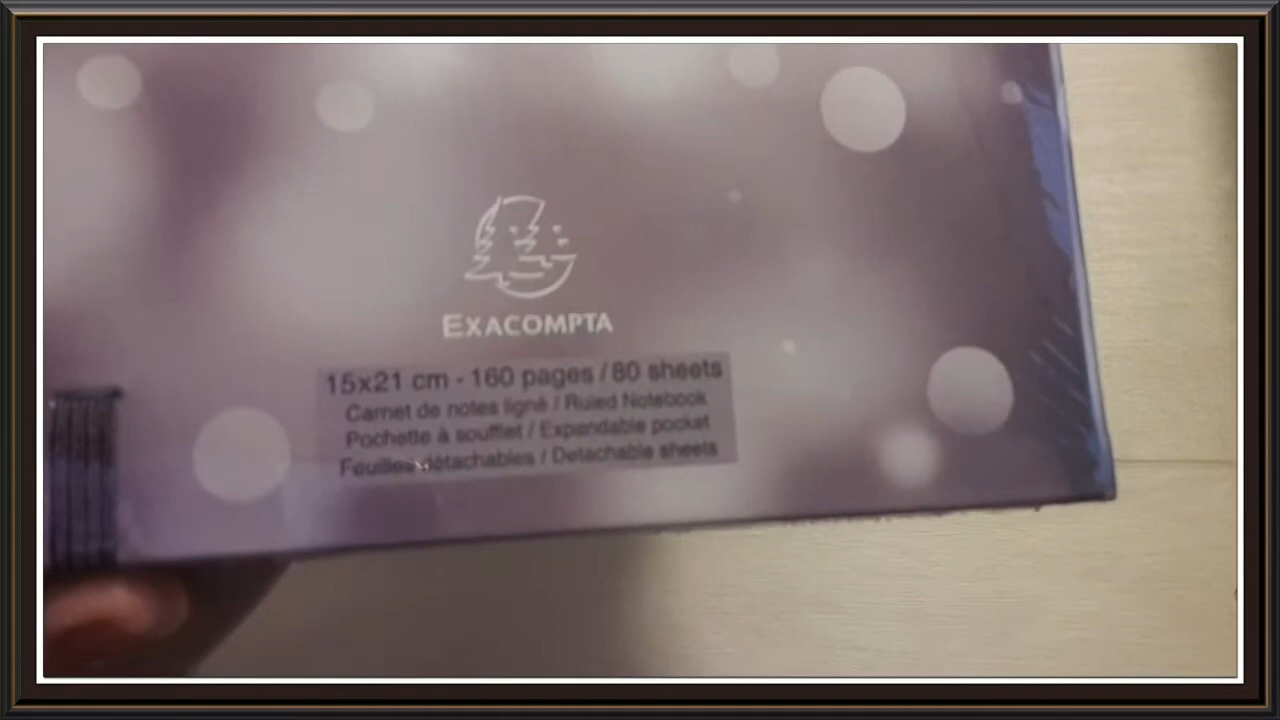 EXACOMPTA
15x21 cm - 160 pages / 80 sheets
Carnet de notes ligné / Ruled Notebook
Pochette à soufflet / Expandable pocket
Feuilles détachables / Detachable sheets